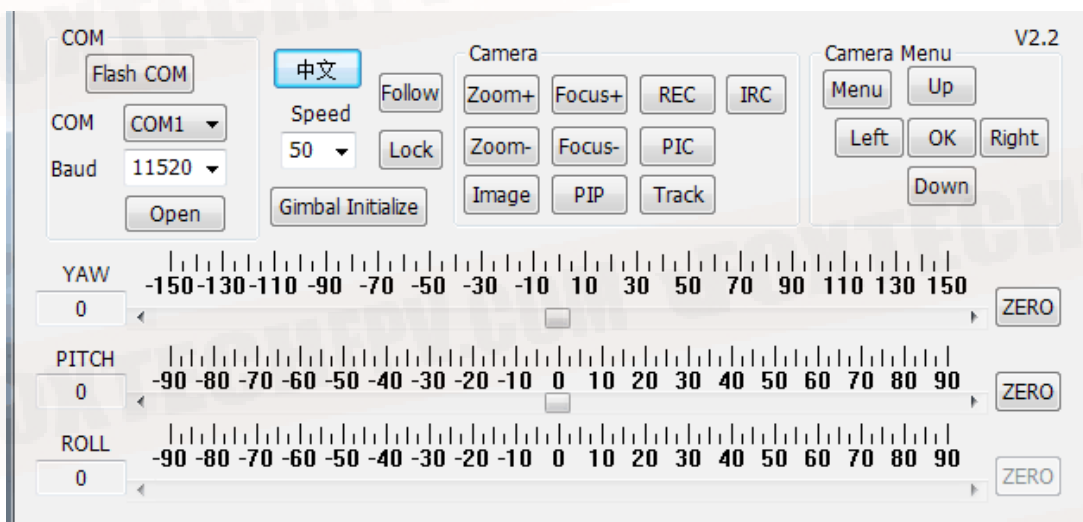 COM
Flash COM
COM COM1
Baud 11520
Open
中文
Speed
50
Follow
Lock
Gimbal Initialize
Camera
Zoom+ Focus+ REC IRC
Zoom- Focus- PIC
Image PIP Track
V2.2
Camera Menu
Menu Up
Left OK Right
Down
YAW
-150 -130 -110 -90 -70 -50 -30 -10 10 30 50 70 90 110 130 150
0
ZERO
PITCH
-90 -80 -70 -60 -50 -40 -30 -20 -10 0 10 20 30 40 50 60 70 80 90
0
ZERO
ROLL
-90 -80 -70 -60 -50 -40 -30 -20 -10 0 10 20 30 40 50 60 70 80 90
0
ZERO